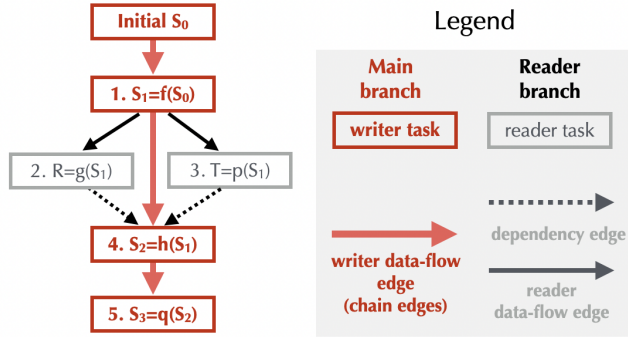 Initial S₀
1. S₁=f(S₀)
2. R=g(S₁)
3. T=p(S₁)
4. S₂=h(S₁)
5. S₃=q(S₂)
Legend
Main
branch
writer task
writer data-flow
edge
(chain edges)
Reader
branch
reader task
dependency edge
reader
data-flow edge